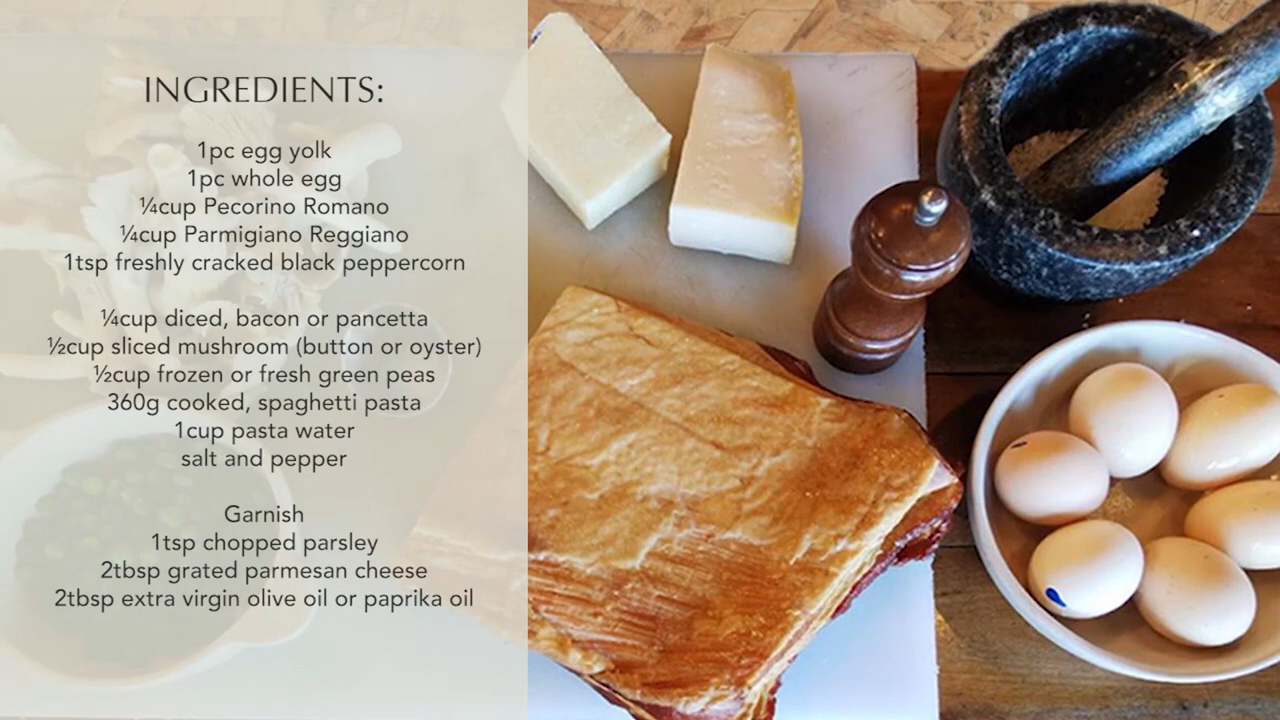 INGREDIENTS:
1pc egg yolk
1pc whole egg
¼cup Pecorino Romano
¼cup Parmigiano Reggiano
1tsp freshly cracked black peppercorn
¼cup diced, bacon or pancetta
½cup sliced mushroom (button or oyster)
½cup frozen or fresh green peas
360g cooked, spaghetti pasta
1cup pasta water
salt and pepper
Garnish
1tsp chopped parsley
2tbsp grated parmesan cheese
2tbsp extra virgin olive oil or paprika oil